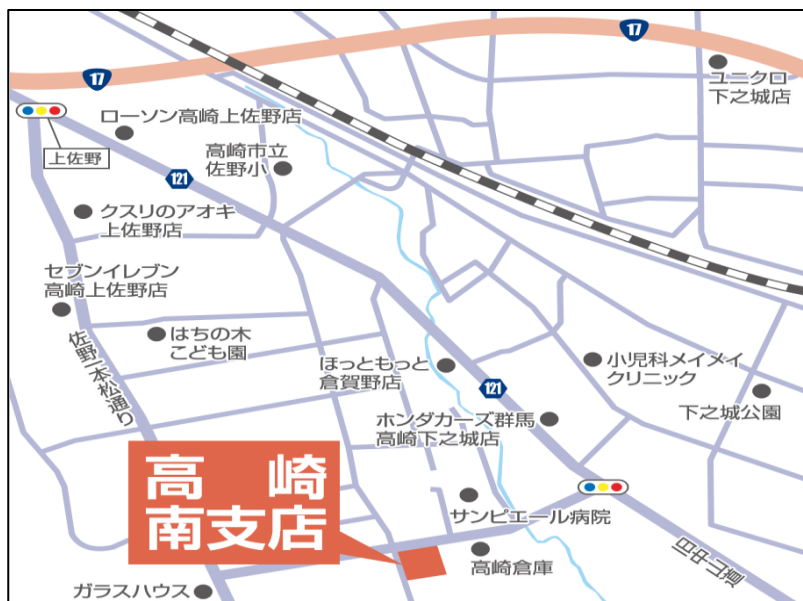 17
17
ユニクロ
下之城店
ローソン高崎上佐野店
上佐野
高崎市立
佐野小
121
クスリのアオキ
上佐野店
セブンイレブン
高崎上佐野店
はちの木
こども園
佐野一本松通り
ほっともっと
倉賀野店
小児科メイメイ
クリニック
121
下之城公園
ホンダカーズ群馬
高崎下之城店
高崎
南支店
サンピエール病院
高崎倉庫
旧中山道
ガラスハウス